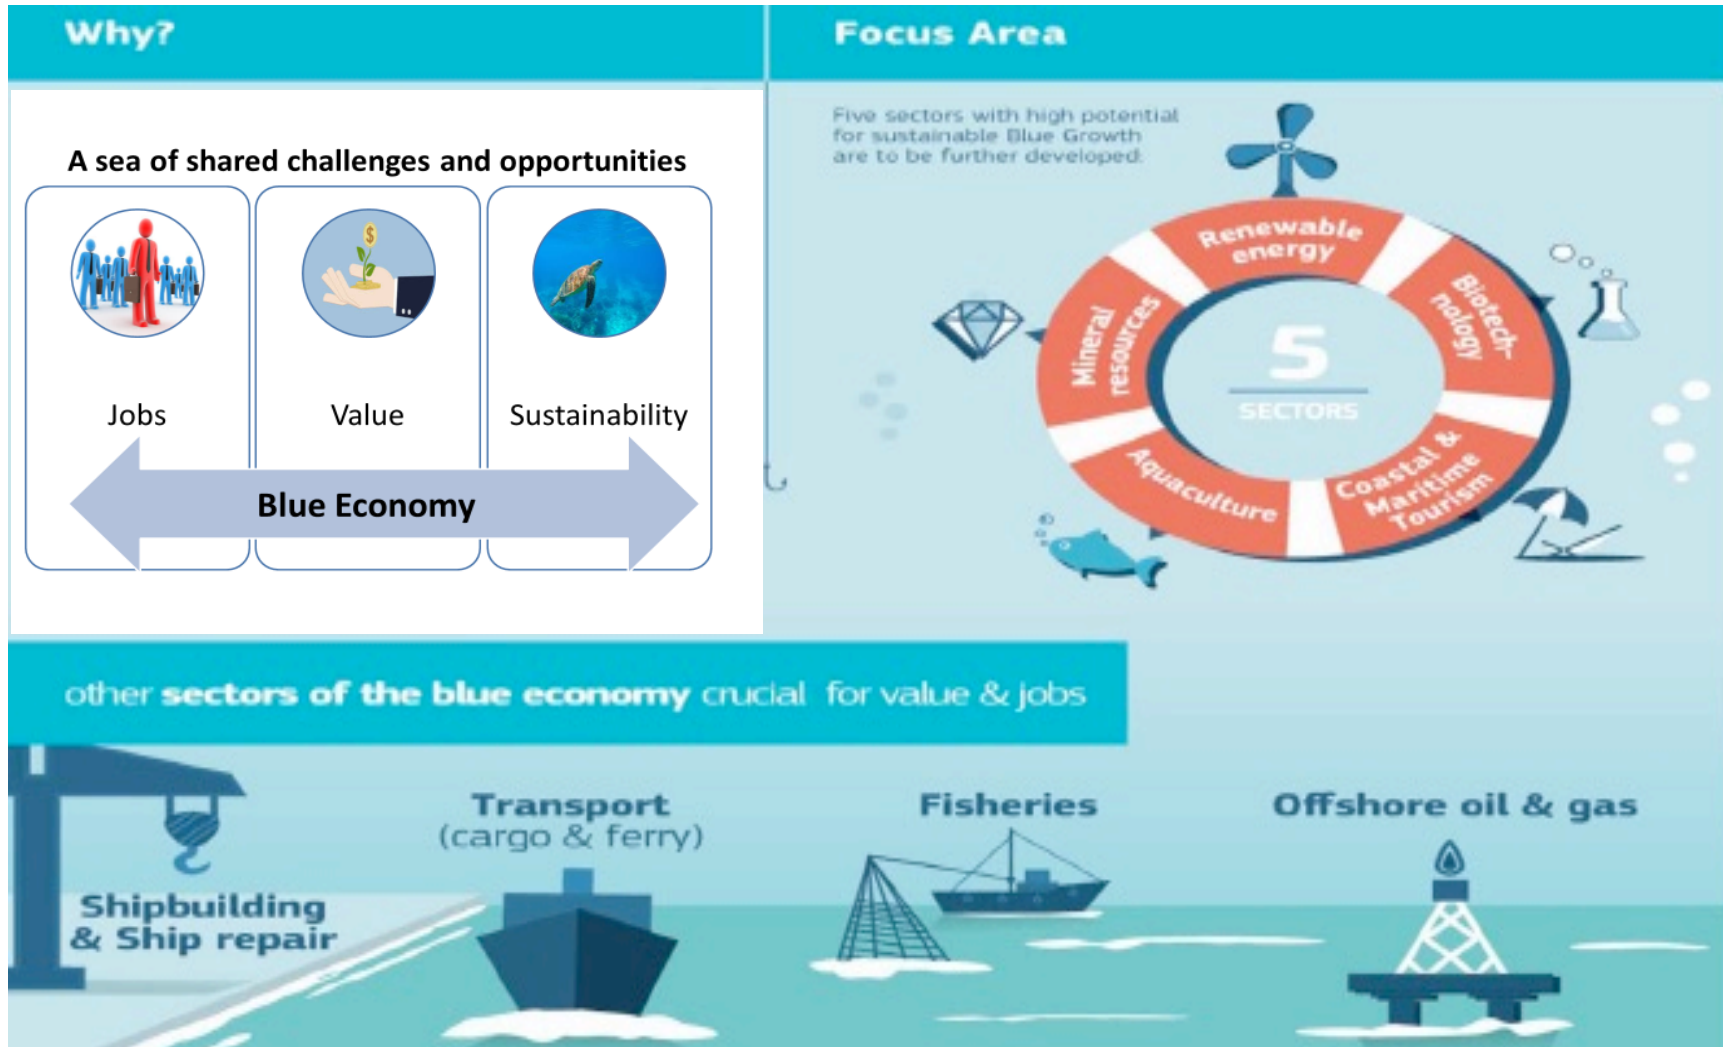 Why?
A sea of shared challenges and opportunities
Jobs
Value
Sustainability
Blue Economy
$
Focus Area
Five sectors with high potential
for sustainable Blue Growth
are to be further developed:
Renewable
energy
Biotech-
nology
Coastal &
Maritime
Tourism
Aquaculture
Mineral
resources
5
SECTORS
other sectors of the blue economy crucial for value & jobs
Shipbuilding
& Ship repair
Transport
(cargo & ferry)
Fisheries
Offshore oil & gas